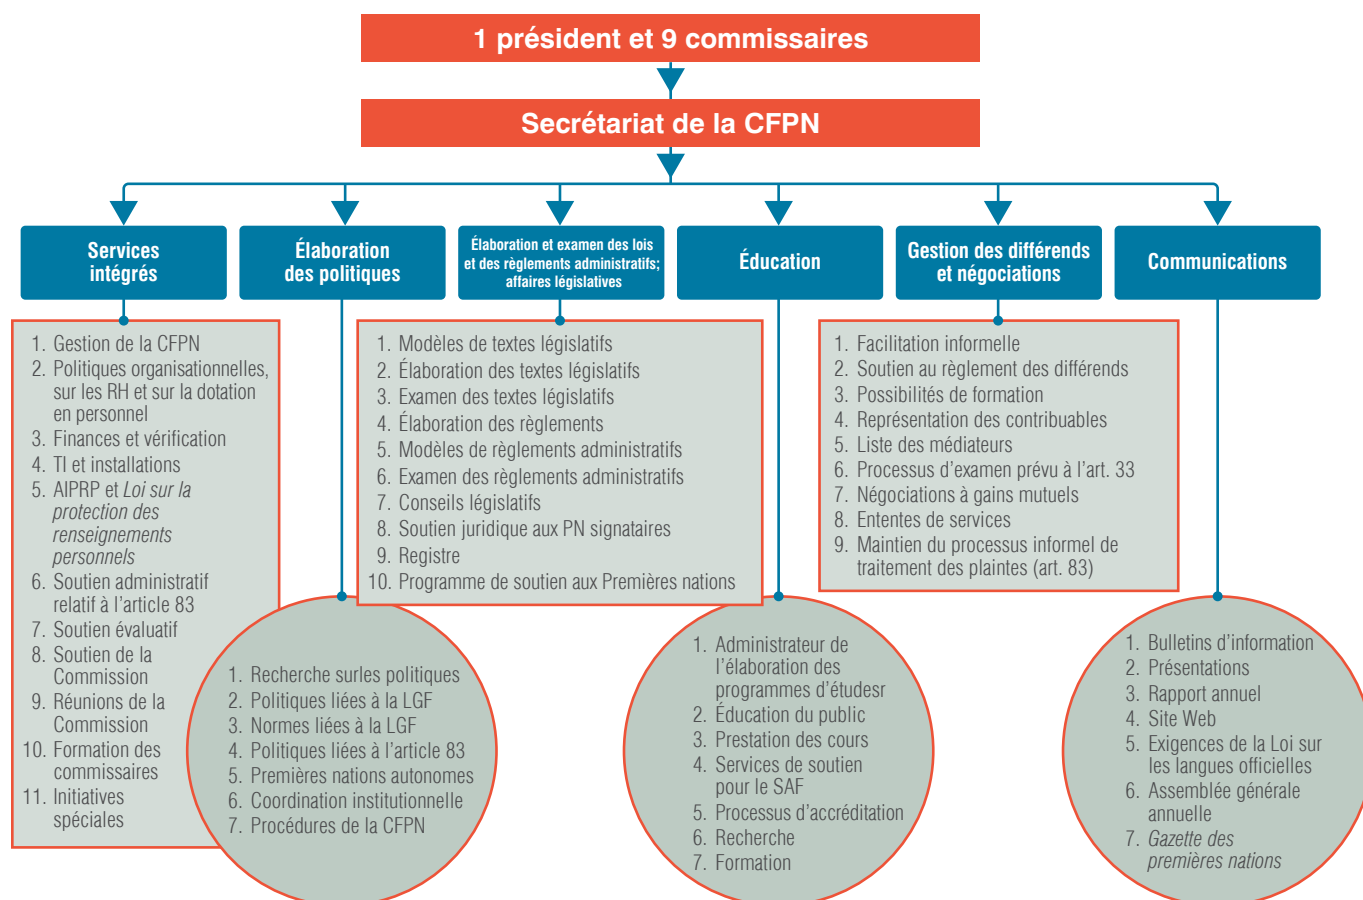 1 président et 9 commissaires
Secrétariat de la CFPN
Services
intégrés
Élaboration
des politiques
Élaboration et examen des lois
et des règlements administratifs;
affaires législatives
Éducation
Gestion des différends
et négociations
Communications
1. Gestion de la CFPN
2. Politiques organisationnelles,
sur les RH et sur la dotation
en personnel
3. Finances et vérification
4. TI et installations
5. AIPRP et Loi sur la
protection des
renseignements
personnels
6. Soutien administratif
relatif à l'article 83
7. Soutien évaluatif
8. Soutien de la
Commission
9. Réunions de la
Commission
10. Formation des
commissaires
11. Initiatives
spéciales
1. Recherche surles politiques
2. Politiques liées à la LGF
3. Normes liées à la LGF
4. Politiques liées à l'article 83
5. Premières nations autonomes
6. Coordination institutionnelle
7. Procédures de la CFPN
1. Modèles de textes législatifs
2. Élaboration des textes législatifs
3. Examen des textes législatifs
4. Élaboration des règlements
5. Modèles de règlements administratifs
6. Examen des règlements administratifs
7. Conseils législatifs
8. Soutien juridique aux PN signataires
9. Registre
10. Programme de soutien aux Premières nations
1. Administrateur de
l'élaboration des
programmes d'étudesr
2. Éducation du public
3. Prestation des cours
4. Services de soutien
pour le SAF
5. Processus d'accréditation
6. Recherche
7. Formation
1. Facilitation informelle
2. Soutien au règlement des différends
3. Possibilités de formation
4. Représentation des contribuables
5. Liste des médiateurs
6. Processus d'examen prévu à l'art. 33
7. Négociations à gains mutuels
8. Ententes de services
9. Maintien du processus informel de
traitement des plaintes (art. 83)
1. Bulletins d'information
2. Présentations
3. Rapport annuel
4. Site Web
5. Exigences de la Loi sur
les langues officielles
6. Assemblée générale
annuelle
7. Gazette des
premières nations